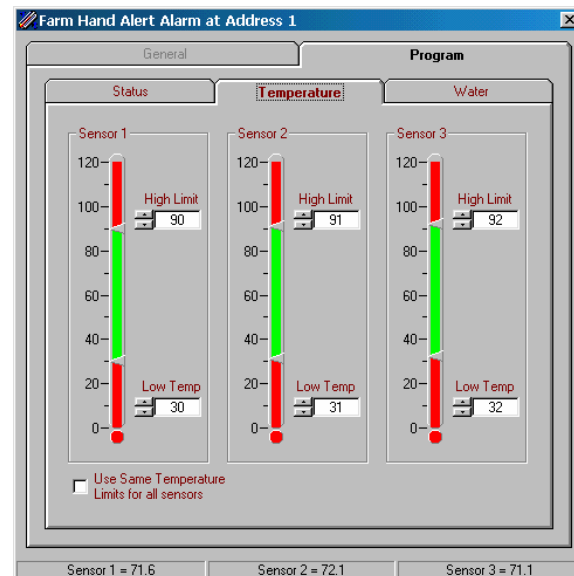 Farm Hand Alert Alarm at Address 1
General Program
Status Temperature Water
Sensor 1 Sensor 2 Sensor 3
120 120 120
High Limit High Limit High Limit
100 90 100 91 100 92
80 80 80
60 60 60
40 40 40
Low Temp Low Temp Low Temp
20 30 20 31 20 32
0 0 0
Use Same Temperature
Limits for all sensors
Sensor 1 = 71.6 Sensor 2 = 72.1 Sensor 3 = 71.1